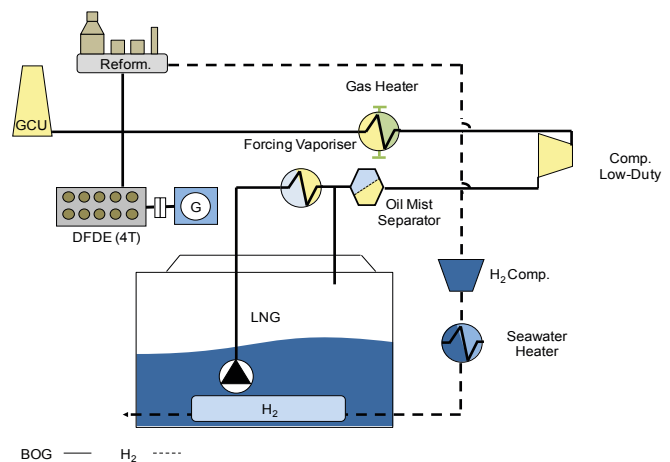 Reform.
Gas Heater
GCU
Forcing Vaporiser
Comp.
Low-Duty
Oil Mist
Separator
G
DFDE (4T)
H₂ Comp.
LNG
Seawater
Heater
H₂
BOG
H₂